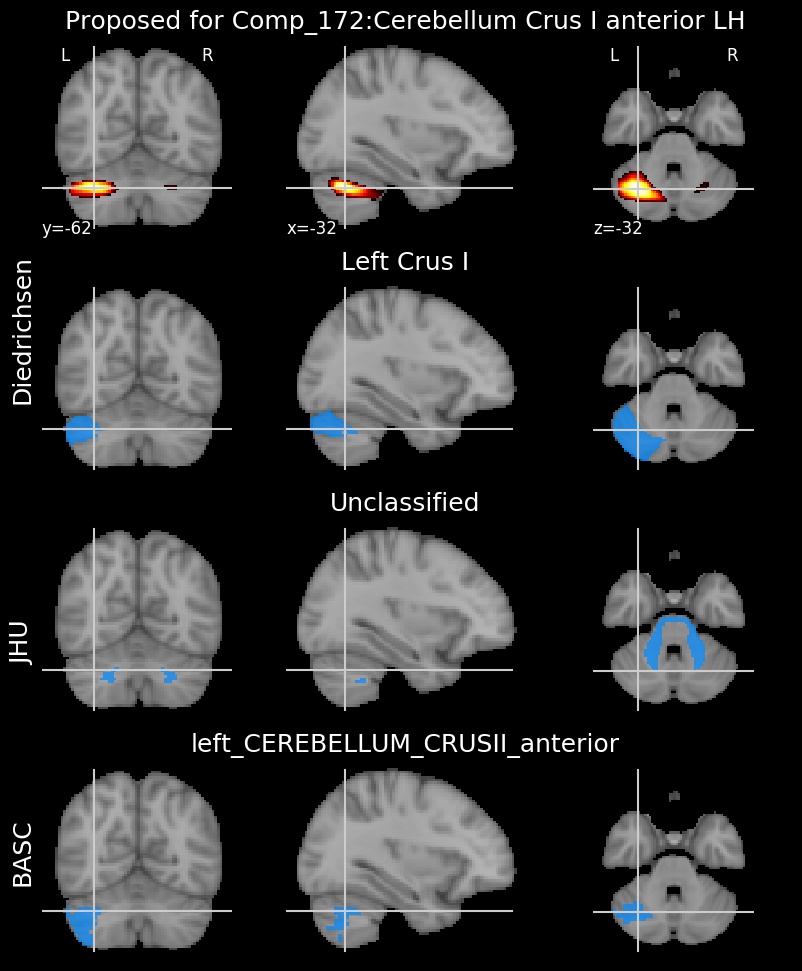 Proposed for Comp_172:Cerebellum Crus I anterior LH
L R L R
y=-62 x=-32 z=-32
Left Crus I
Diedrichsen
Unclassified
JHU
left_CEREBELLUM_CRUSII_anterior
BASC